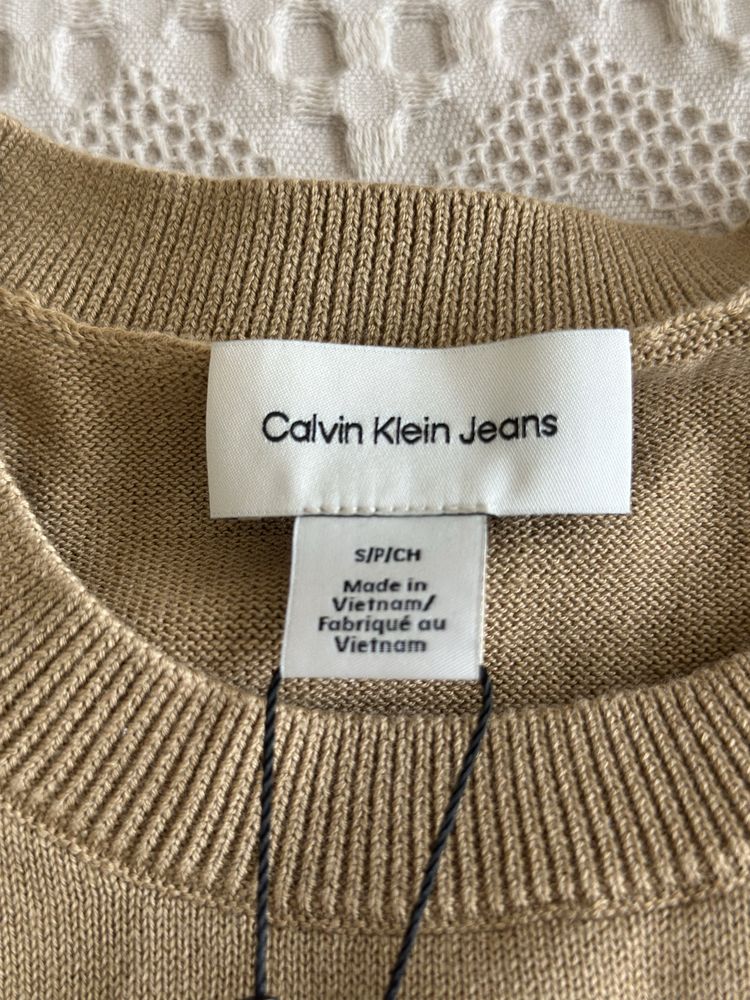 Calvin Klein Jeans
S/P/CH
Made in
Vietnam/
Fabriqué au
Vietnam